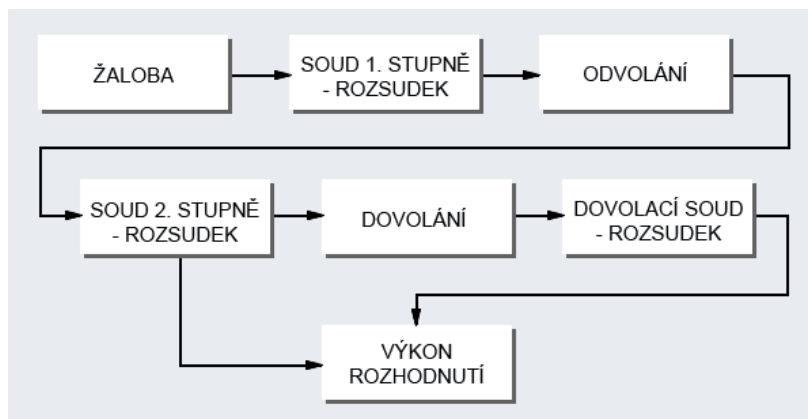 ŽALOBA
SOUD 1. STUPNĚ
- ROZSUDEK
ODVOLÁNÍ
SOUD 2. STUPNĚ
- ROZSUDEK
DOVOLÁNÍ
DOVOLACÍ SOUD
- ROZSUDEK
VÝKON
ROZHODNUTÍ